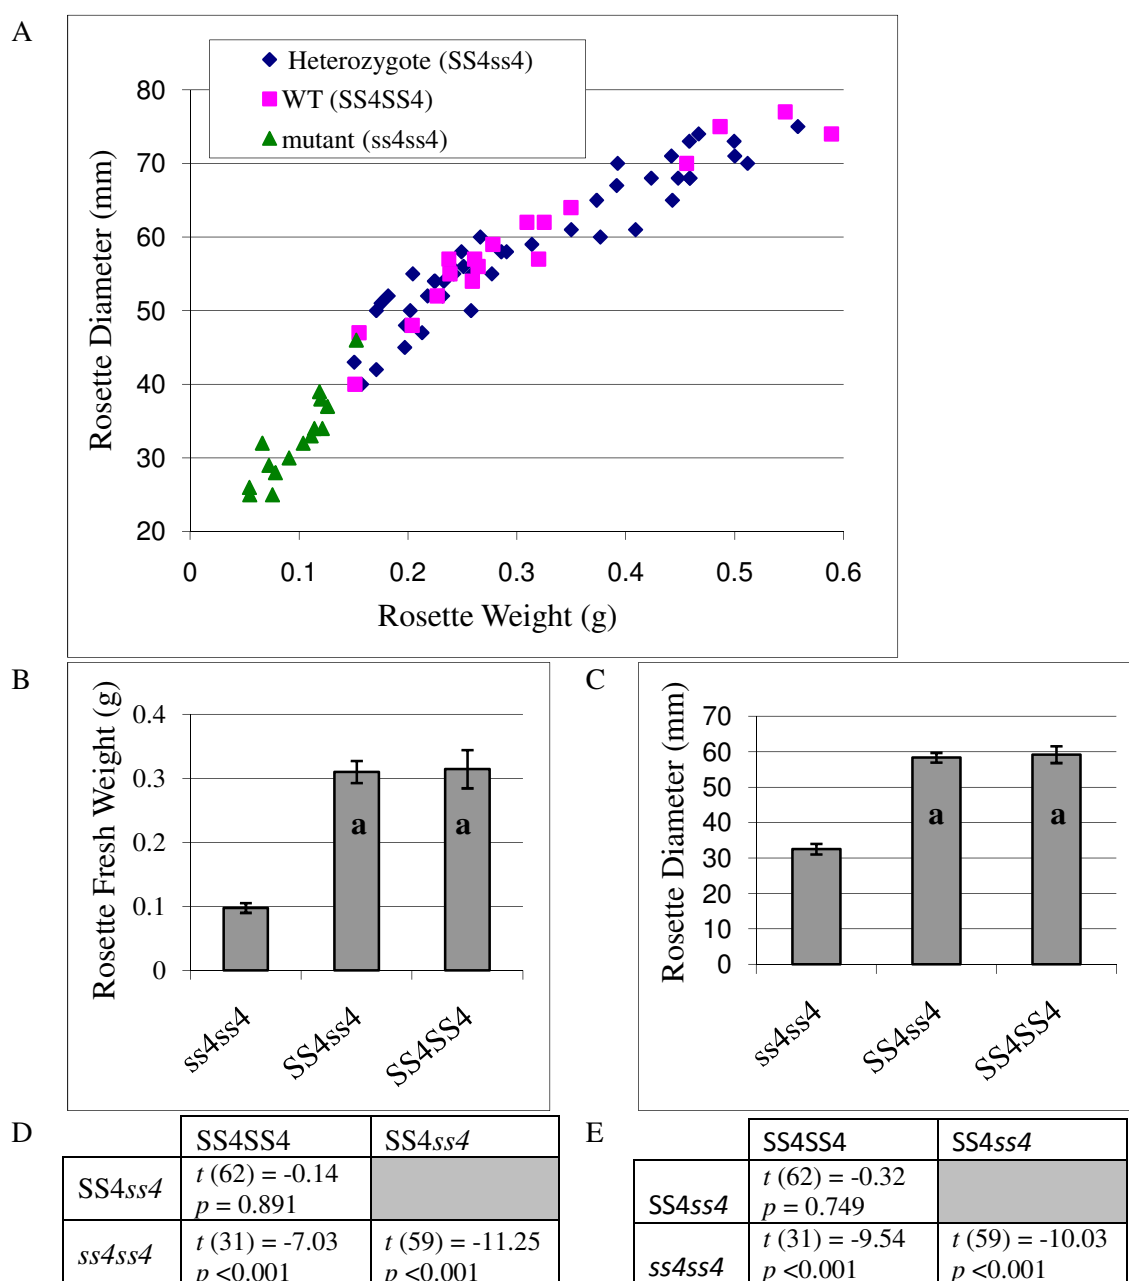 A
Heterozygote (SS4ss4)
WT (SS4SS4)
mutant (ss4ss4)
Rosette Diameter (mm)
80
70
60
50
40
30
20
0 0.1 0.2 0.3 0.4 0.5 0.6
Rosette Weight (g)
B
Rosette Fresh Weight (g)
0.4
0.3
0.2
0.1
0
a a
ss4ss4 SS4ss4 SS4SS4
C
Rosette Diameter (mm)
70
60
50
40
30
20
10
0
a a
ss4ss4 SS4ss4 SS4SS4
D
SS4SS4 SS4ss4
SS4ss4 t (62) = -0.14
p = 0.891
ss4ss4 t (31) = -7.03 t (59) = -11.25
p <0.001 p <0.001
E
SS4SS4 SS4ss4
SS4ss4 t (62) = -0.32
p = 0.749
ss4ss4 t (31) = -9.54 t (59) = -10.03
p <0.001 p <0.001